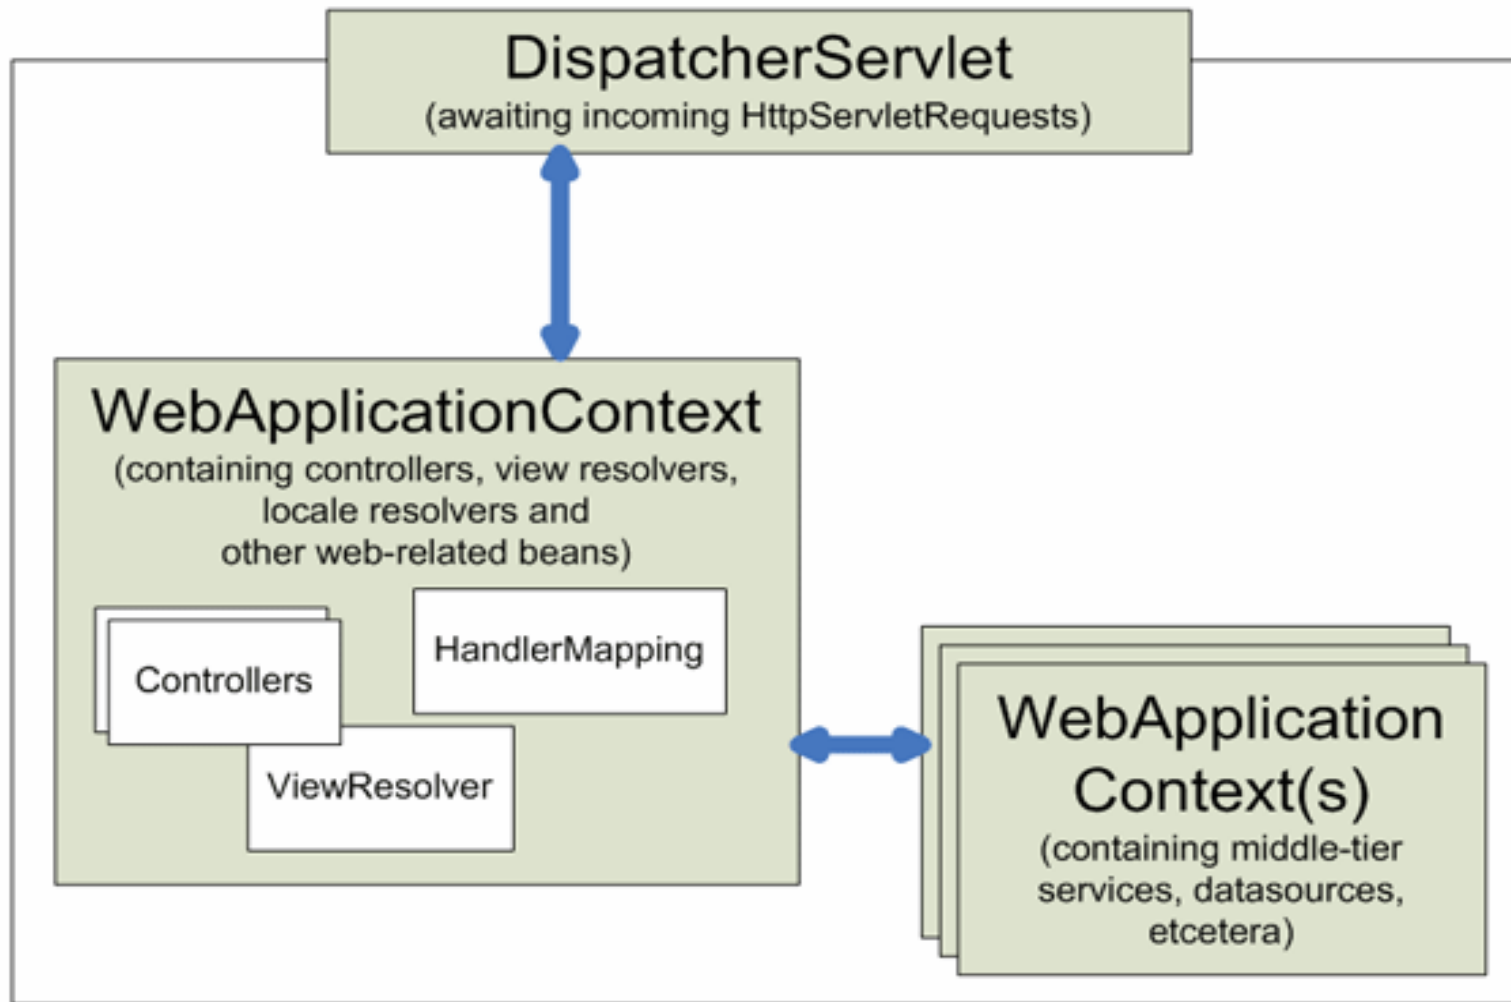 DispatcherServlet
(awaiting incoming HttpServletRequests)
WebApplicationContext
(containing controllers, view resolvers,
locale resolvers and
other web-related beans)
HandlerMapping
Controllers
ViewResolver
WebApplication
Context(s)
(containing middle-tier
services, datasources,
etcetera)